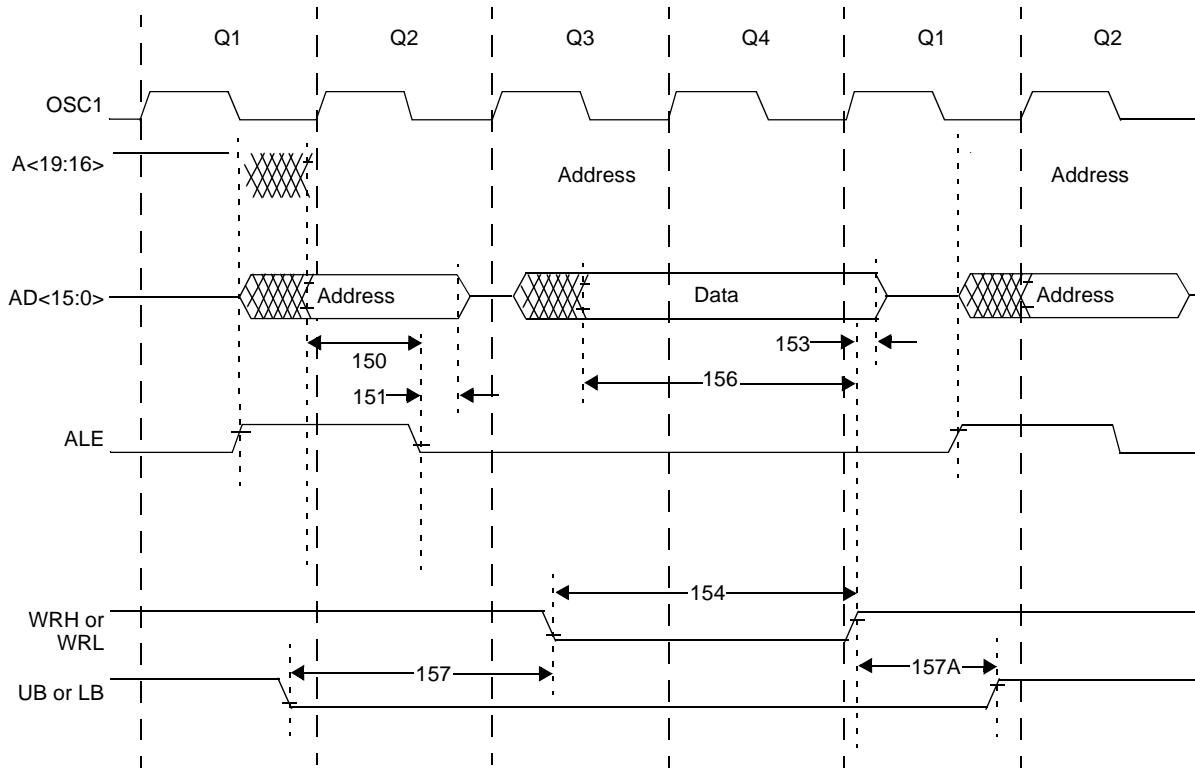 Q1 Q2 Q3 Q4 Q1 Q2
OSC1
A<19:16>
Address Address
AD<15:0>
Address Data Address
150
153
151
156
ALE
154
WRH or
WRL
157
157A
UB or LB